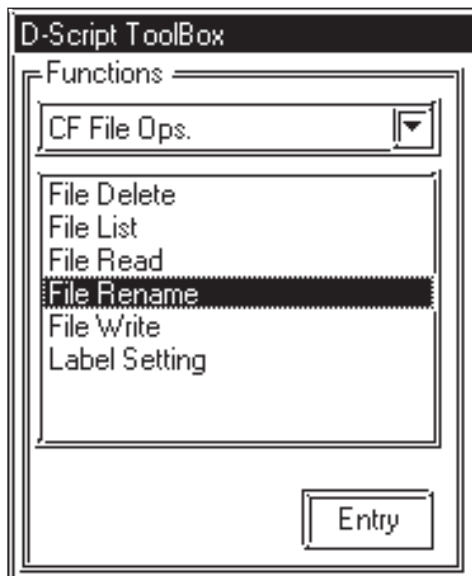 D-Script ToolBox
Functions
CF File Ops.
File Delete
File List
File Read
File Rename
File Write
Label Setting
Entry